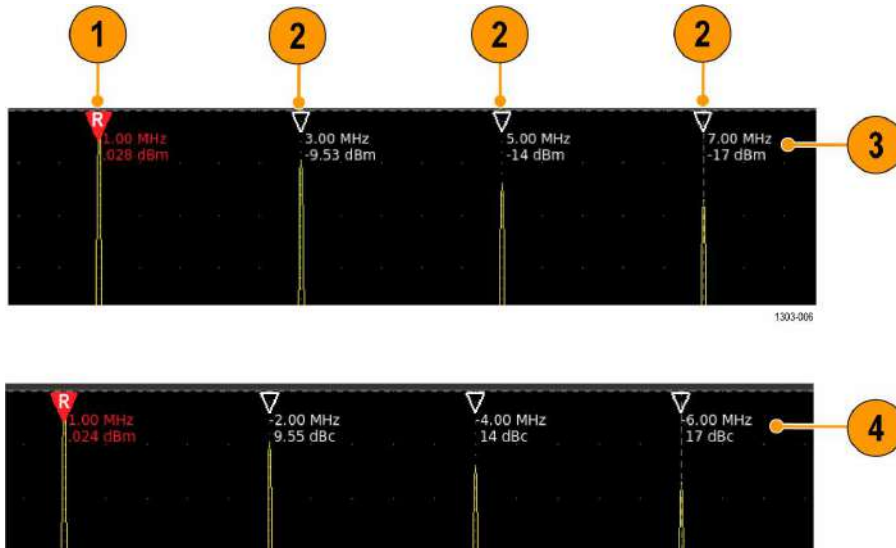 1
2
2
2
R
1.00 MHz
.028 dBm
3.00 MHz
-9.53 dBm
5.00 MHz
-14 dBm
7.00 MHz
-17 dBm
3
1303-006
R
1.00 MHz
.024 dBm
-2.00 MHz
9.55 dBc
-4.00 MHz
14 dBc
-6.00 MHz
17 dBc
4